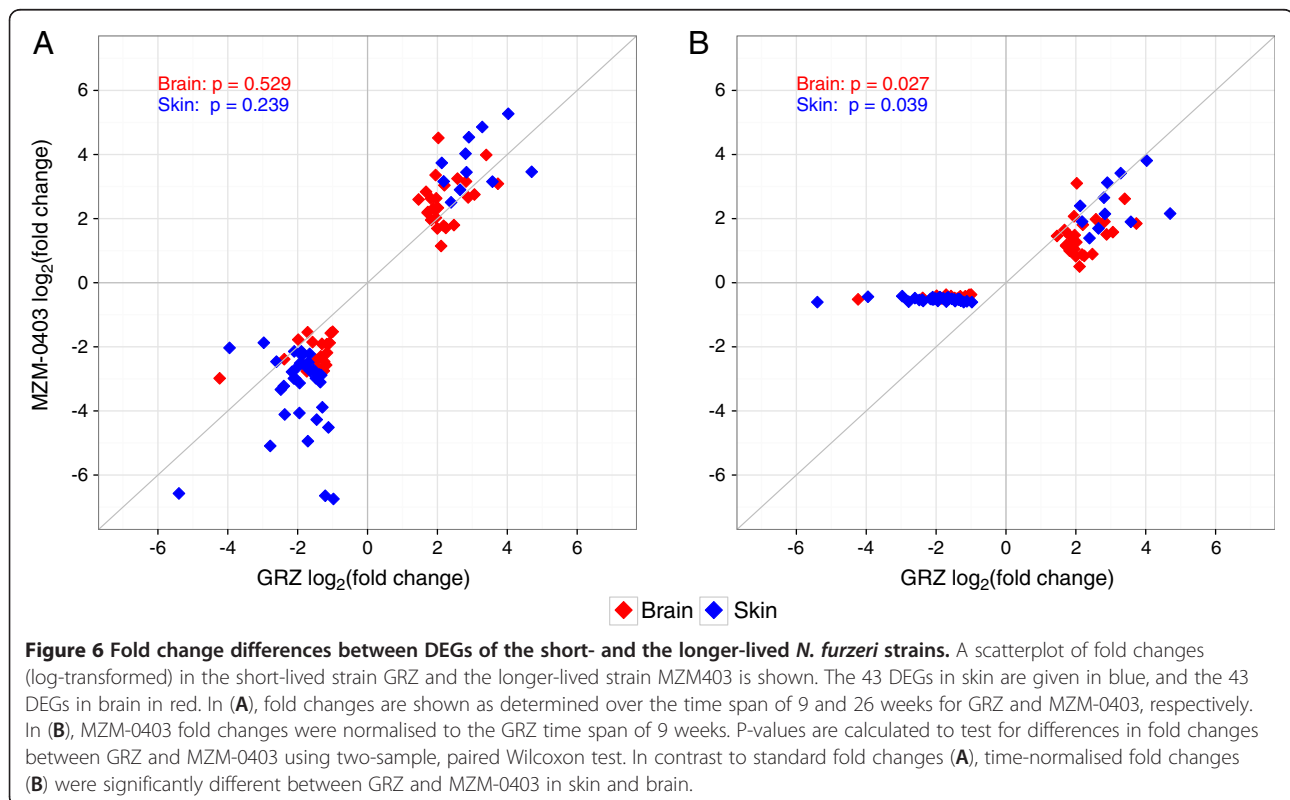 A
B
Brain: p = 0.529
Skin: p = 0.239
Brain: p = 0.027
Skin: p = 0.039
MZM-0403 log2(fold change)
6
4
2
0
-2
-4
-6
6
4
2
0
-2
-4
-6
-6 -4 -2 0 2 4 6
-6 -4 -2 0 2 4 6
GRZ log2(fold change)
GRZ log2(fold change)
Brain Skin
Figure 6 Fold change differences between DEGs of the short- and the longer-lived N. furzeri strains. A scatterplot of fold changes
(log-transformed) in the short-lived strain GRZ and the longer-lived strain MZM403 is shown. The 43 DEGs in skin are given in blue, and the 43
DEGs in brain in red. In (A), fold changes are shown as determined over the time span of 9 and 26 weeks for GRZ and MZM-0403, respectively.
In (B), MZM-0403 fold changes were normalised to the GRZ time span of 9 weeks. P-values are calculated to test for differences in fold changes
between GRZ and MZM-0403 using two-sample, paired Wilcoxon test. In contrast to standard fold changes (A), time-normalised fold changes
(B) were significantly different between GRZ and MZM-0403 in skin and brain.